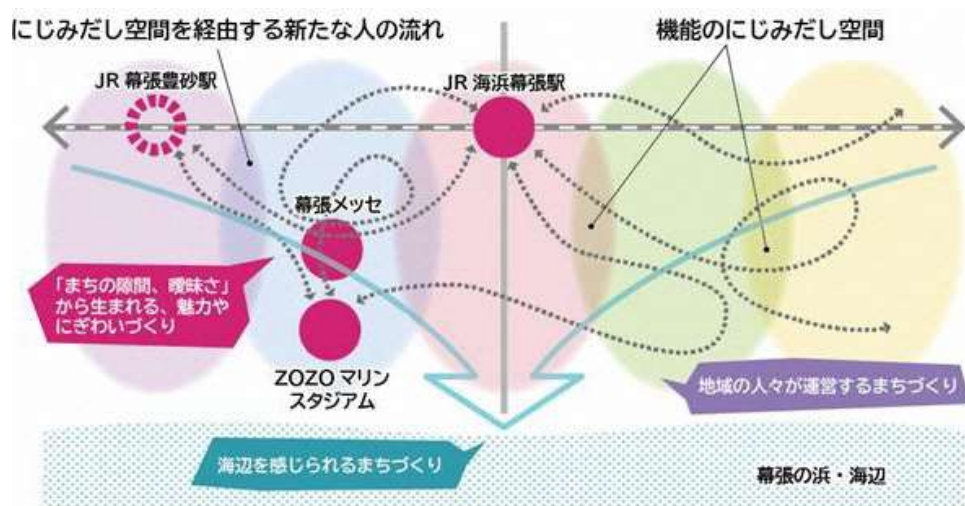 にじみだし空間を経由する新たな人の流れ
機能のにじみだし空間
JR 幕張豊砂駅
JR 海浜幕張駅
幕張メッセ
「まちの隙間、曖昧さ」
から生まれる、魅力や
にぎわいづくり
ZOZO マリン
スタジアム
地域の人々が運営するまちづくり
海辺を感じられるまちづくり
幕張の浜・海辺